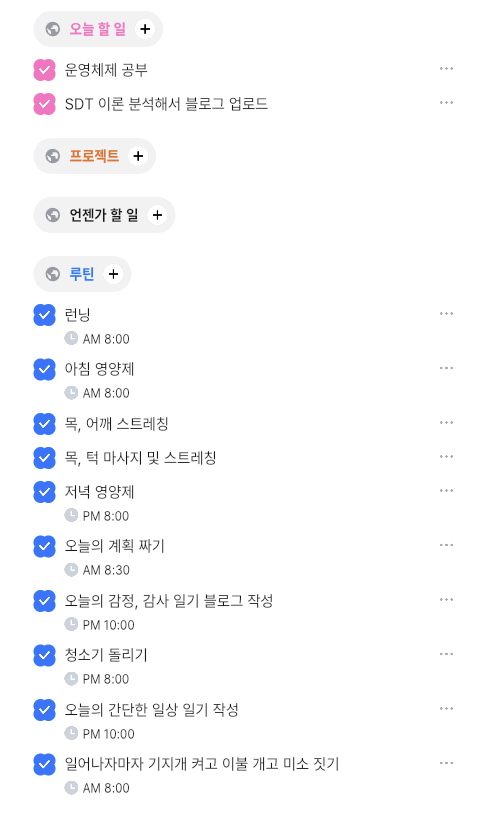 오늘 할 일 +
운영체제 공부
SDT 이론 분석해서 블로그 업로드
프로젝트 +
언젠가 할 일 +
루틴 +
런닝
AM 8:00
아침 영양제
AM 8:00
목, 어깨 스트레칭
목, 턱 마사지 및 스트레칭
저녁 영양제
PM 8:00
오늘의 계획 짜기
AM 8:30
오늘의 감정, 감사 일기 블로그 작성
PM 10:00
청소기 돌리기
PM 8:00
오늘의 간단한 일상 일기 작성
PM 10:00
일어나자마자 기지개 켜고 이불 개고 미소 짓기
AM 8:00